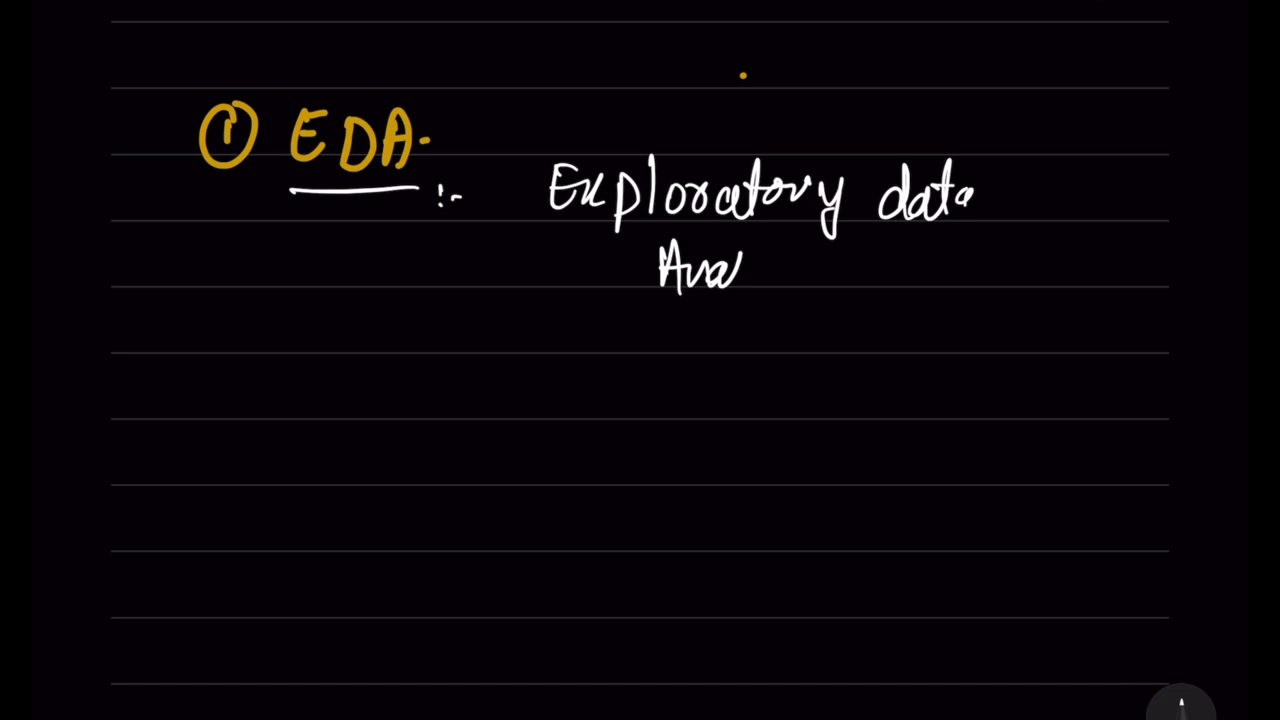 ① EDA.
:- Exploratory data
Ana